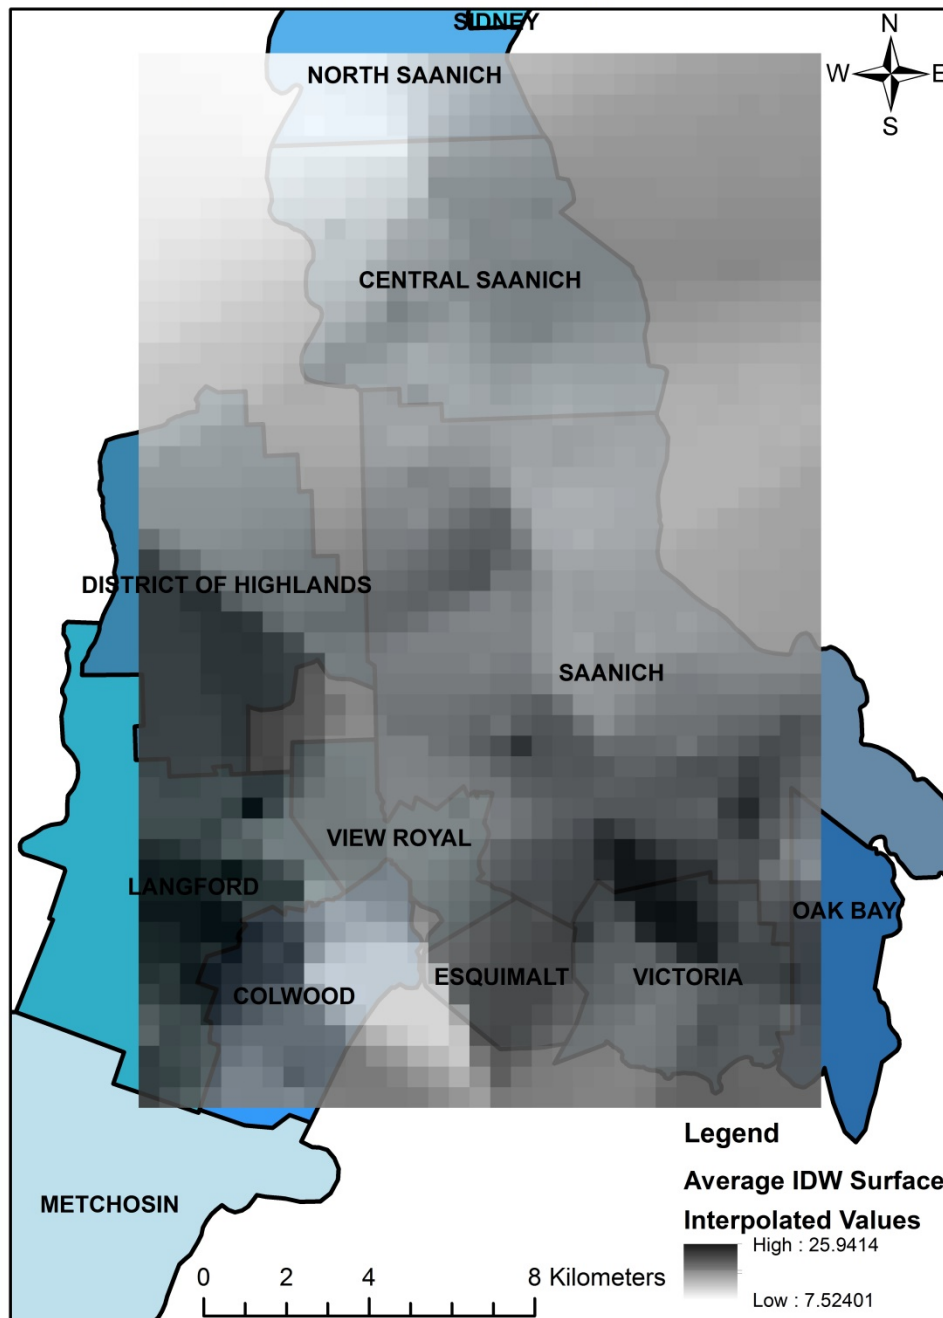 SIDNEY
N
NORTH SAANICH
W E
S
CENTRAL SAANICH
DISTRICT OF HIGHLANDS
SAANICH
VIEW ROYAL
LANGFORD
OAK BAY
ESQUIMALT
VICTORIA
COLWOOD
Legend
Average IDW Surface
METCHOSIN
Interpolated Values
High : 25.9414
0 2 4 8 Kilometers
Low : 7.52401